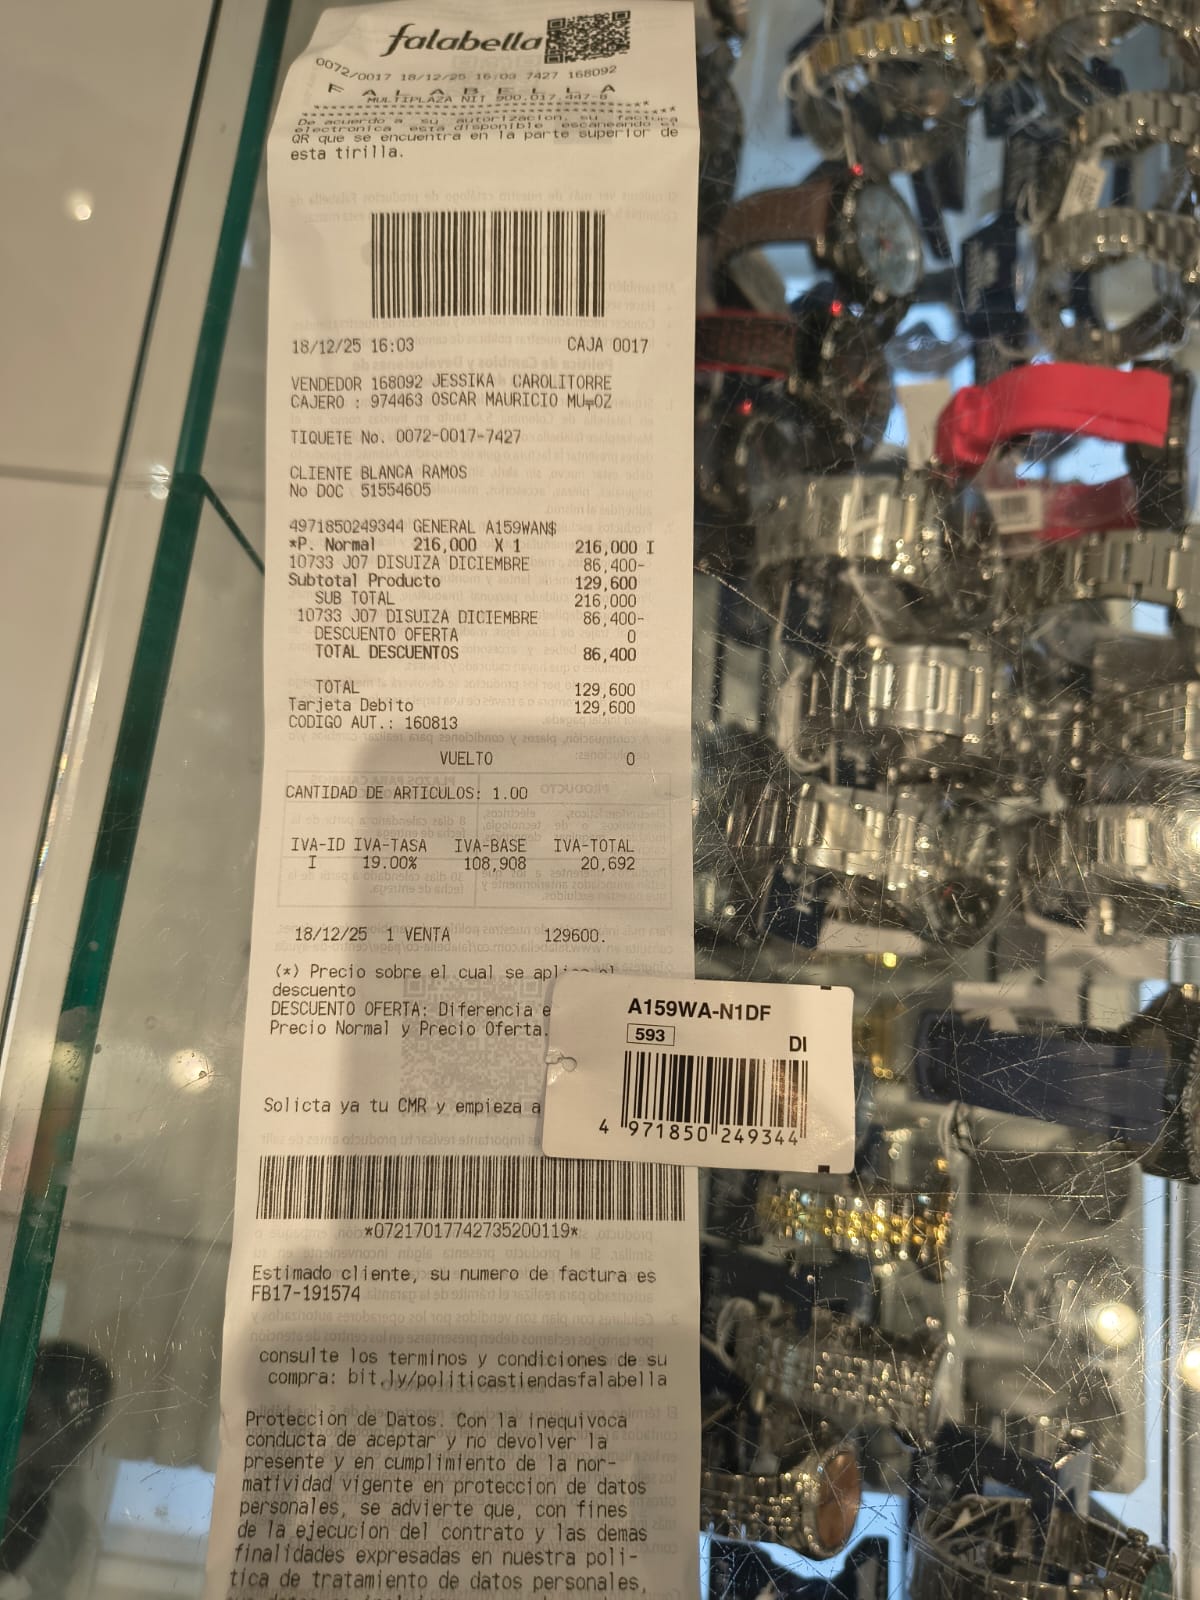 falabella
0072/0017 18/12/25 16:03 7427 168092
F A L A B E L L A
MULTIPLAZA NIT 900.017.447-8
De acuerdo a su autorizacion, su factura
electronica esta disponible escaneando el
QR que se encuentra en la parte superior de
esta tirilla.
18/12/25 16:03 CAJA 0017
VENDEDOR 168092 JESSIKA CAROLITORRE
CAJERO : 974463 OSCAR MAURICIO MU╤OZ
TIQUETE No. 0072-0017-7427
CLIENTE BLANCA RAMOS
No DOC : 51554605
4971850249344 GENERAL A159WAN$
*P. Normal 216,000 X 1 216,000 I
10733 J07 DISUIZA DICIEMBRE 86,400-
Subtotal Producto 129,600
SUB TOTAL 216,000
10733 J07 DISUIZA DICIEMBRE 86,400-
DESCUENTO OFERTA 0
TOTAL DESCUENTOS 86,400
TOTAL 129,600
Tarjeta Debito 129,600
CODIGO AUT.: 160813
VUELTO 0
CANTIDAD DE ARTICULOS: 1.00
IVA-ID IVA-TASA IVA-BASE IVA-TOTAL
I 19.00% 108,908 20,692
18/12/25 1 VENTA 129600.
(*) Precio sobre el cual se
descuento
DESCUENTO OFERTA: Diferencia
Precio Normal y Precio Oferta.
Solicta ya tu CMR y empieza a
A159WA-N1DF
593
DI
4 971850 249344
*07217017742735200119*
Estimado cliente, su numero de factura es
FB17-191574
consulte los terminos y condiciones de su
compra: bit.ly/politicastiendasfalabella
Proteccion de Datos. Con la inequivoca
conducta de aceptar y no devolver la
presente y en cumplimiento de la nor-
matividad vigente en proteccion de datos
personales, se advierte que, con fines
de la ejecucion del contrato y las demas
finalidades expresadas en nuestra poli-
tica de tratamiento de datos personales,